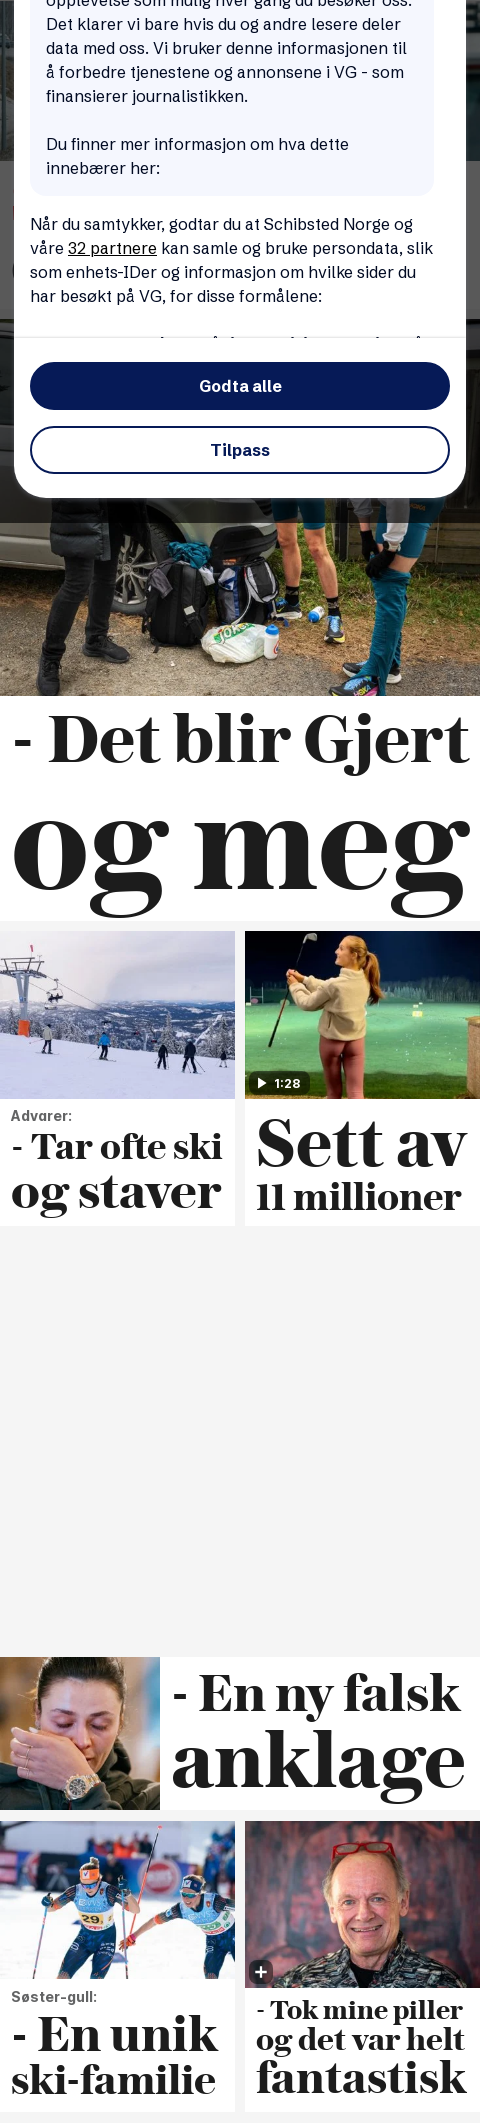 opplevelse som mulig hver gang du besøker oss.
Det klarer vi bare hvis du og andre lesere deler
data med oss. Vi bruker denne informasjonen til
å forbedre tjenestene og annonsene i VG - som
finansierer journalistikken.
Du finner mer informasjon om hva dette
innebærer her:
Når du samtykker, godtar du at Schibsted Norge og
våre 32 partnere kan samle og bruke persondata, slik
som enhets-IDer og informasjon om hvilke sider du
har besøkt på VG, for disse formålene:
Godta alle
Tilpass
- Det blir Gjert
og meg
1:28
Advarer:
- Tar ofte ski
og staver
Sett av
11 millioner
- En ny falsk
anklage
29
Søster-gull:
- En unik
ski-familie
- Tok mine piller
og det var helt
fantastisk